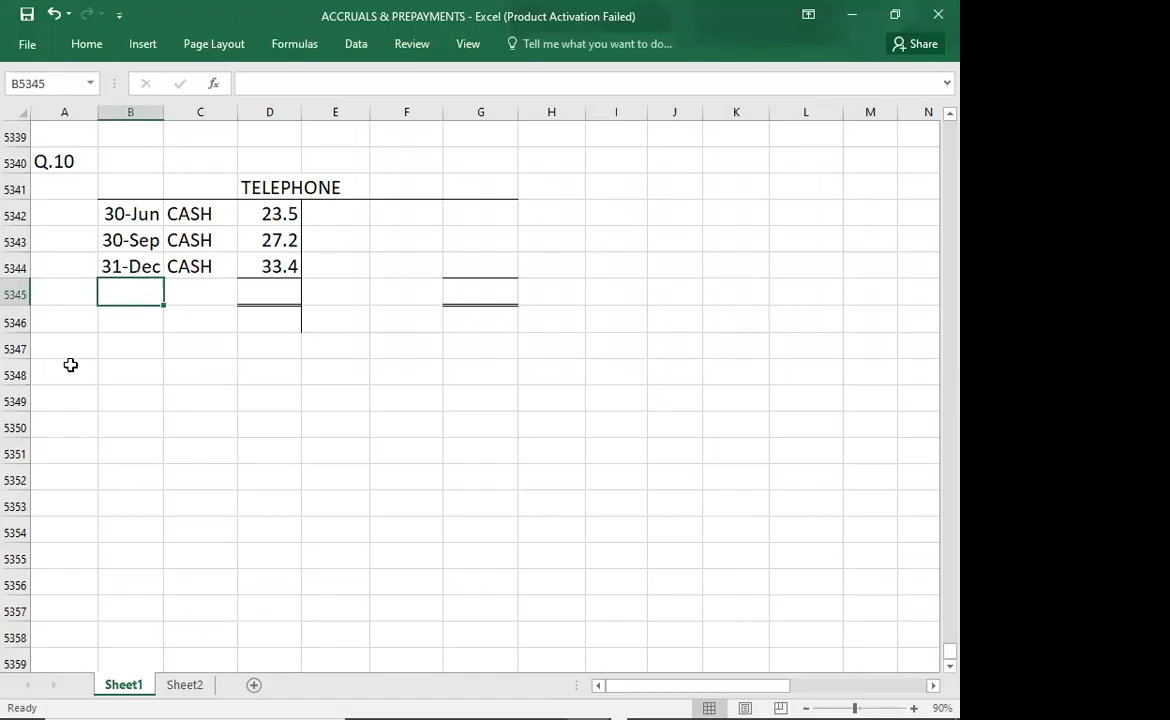 ACCRUALS & PREPAYMENTS - Excel (Product Activation Failed)
File Home Insert Page Layout Formulas Data Review View Tell me what you want to do... Share
B5345 fx
A B C D E F G H I J K L M N
5339
5340 Q.10
5341 TELEPHONE
5342 30-Jun CASH 23.5
5343 30-Sep CASH 27.2
5344 31-Dec CASH 33.4
5345
5346
5347
5348
5349
5350
5351
5352
5353
5354
5355
5356
5357
5358
5359
Sheet1 Sheet2
Ready 90%